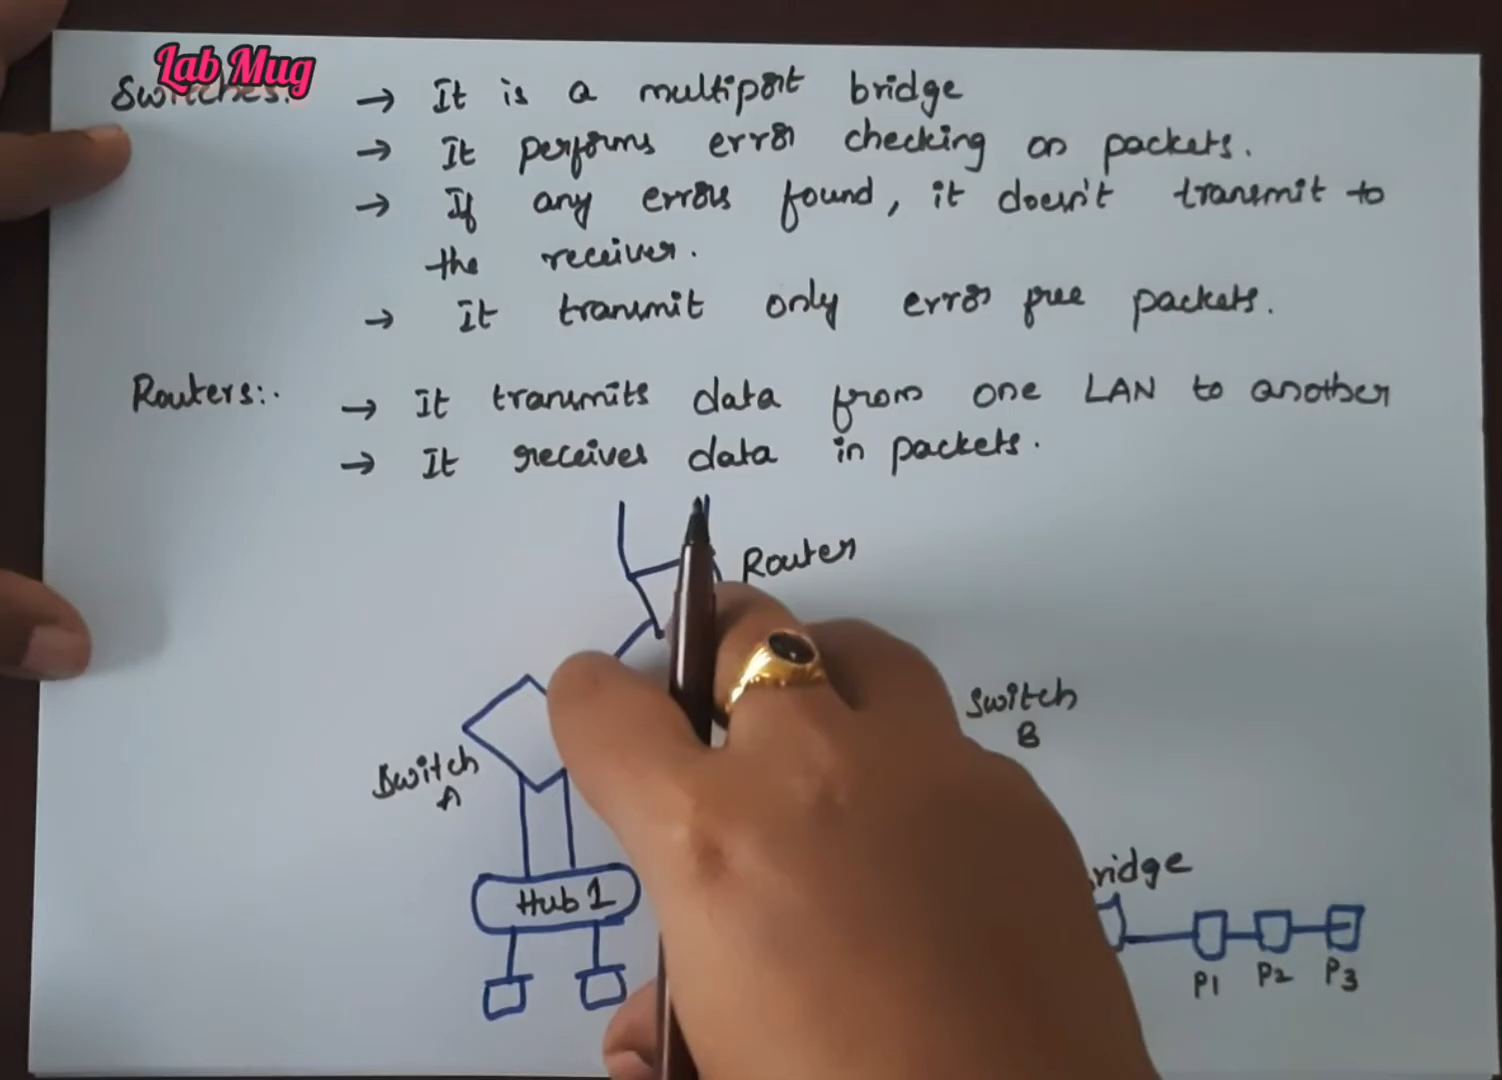 Lab Mug
Switches: → It is a multiport bridge
→ It performs error checking on packets.
→ If any errors found, it doesn't transmit to
the receiver.
→ It transmit only error free packets.
Routers:- → It transmits data from one LAN to another
→ It receives data in packets.
Router
Switch
B
Switch
A
ridge
Hub 1
P1 P2 P3